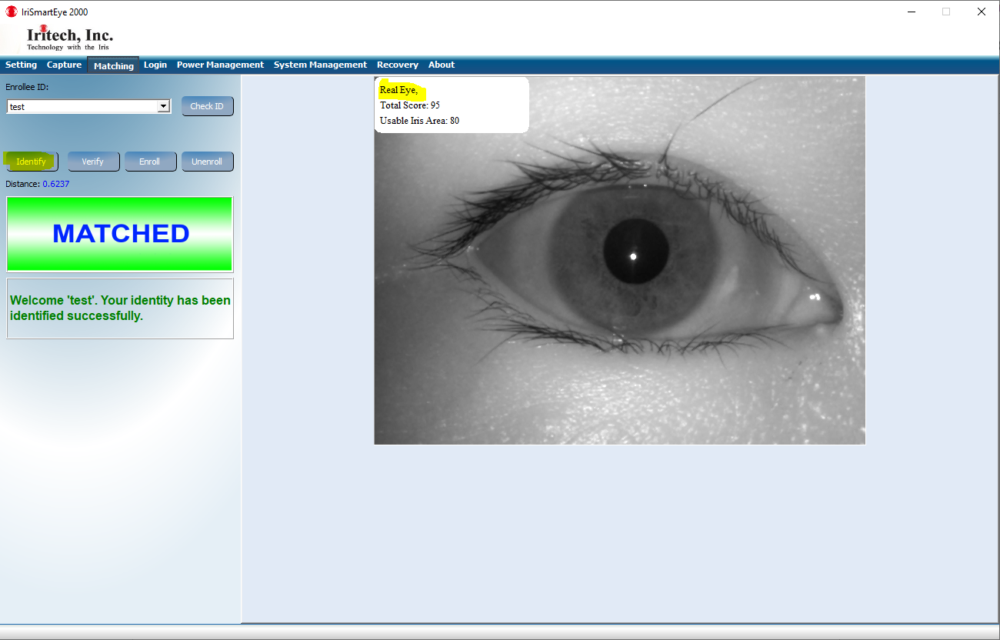 IriSmartEye 2000
Iritech, Inc.
Technology with the Iris
Setting Capture Matching Login Power Management System Management Recovery About
Enrollee ID:
test Check ID
Identify Verify Enroll Unenroll
Distance: 0.6237
MATCHED
Welcome 'test'. Your identity has been
identified successfully.
Real Eye,
Total Score: 95
Usable Iris Area: 80